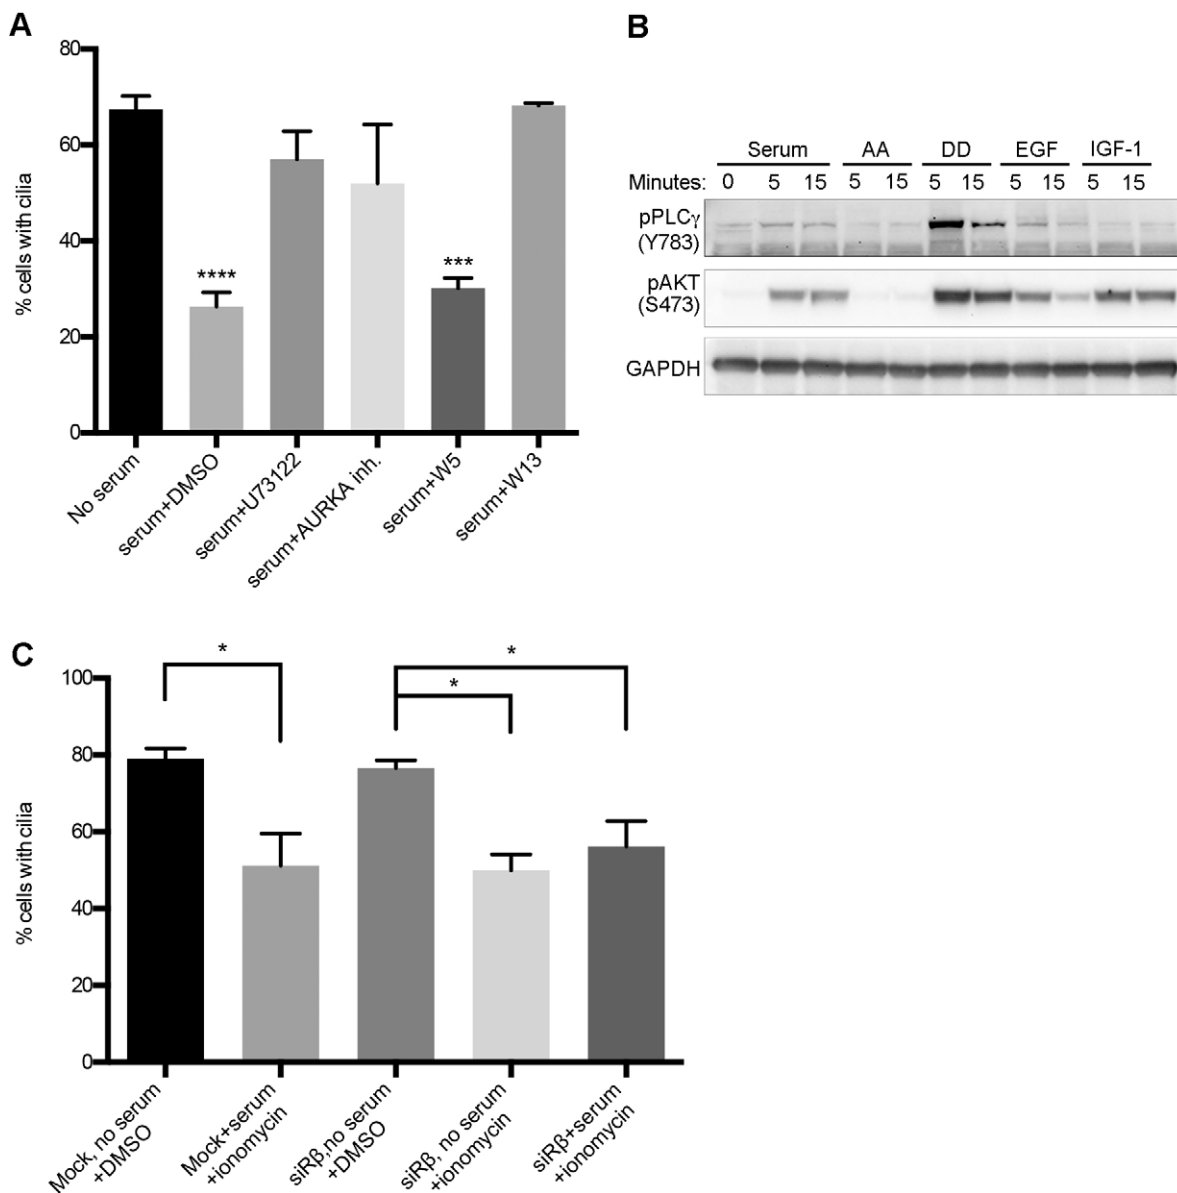 A
80
60
40
20
0
% cells with cilia
****
***
No serum
serum+DMSO
serum+U73122
serum+AURKA inh.
serum+W5
serum+W13
B
Serum AA DD EGF IGF-1
Minutes: 0 5 15 5 15 5 15 5 15 5 15
pPLCγ
(Y783)
pAKT
(S473)
GAPDH
C
100
80
60
40
20
0
% cells with cilia
*
*
*
Mock, no serum
+DMSO
Mock+serum
+ionomycin
siRβ,no serum
+DMSO
siRβ, no serum
+ionomycin
siRβ+serum
+ionomycin